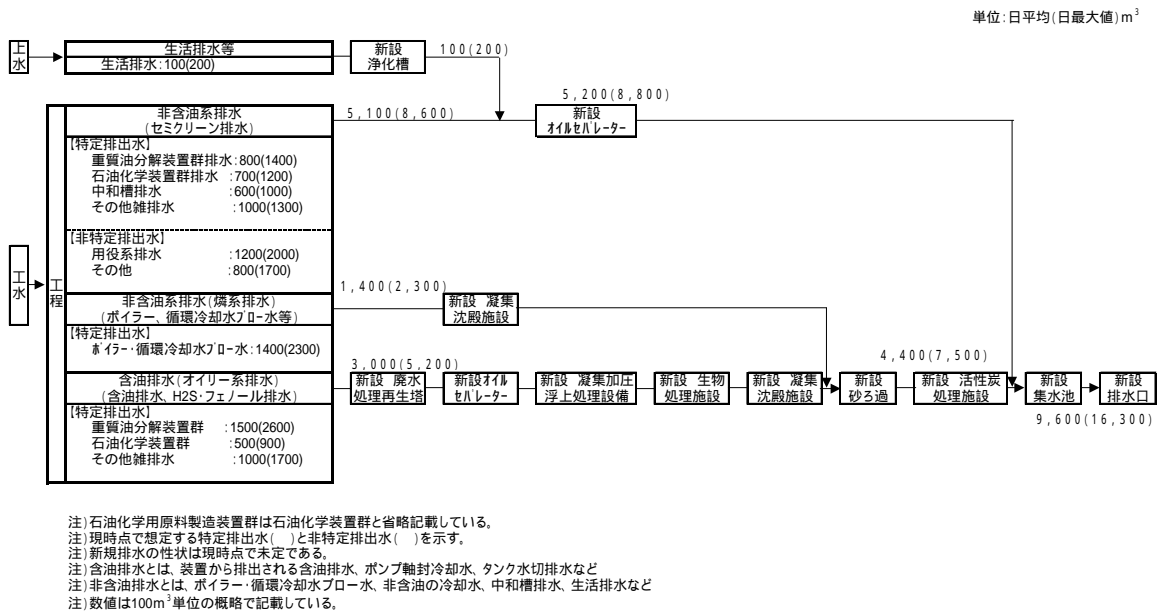 単位:日平均(日最大値)m³
上水
生活排水等
生活排水:100(200)
新設
浄化槽
100(200)
5,200(8,800)
非含油系排水
(セミクリーン排水)
5,100(8,600)
新設
オイルセパレーター
【特定排出水】
重質油分解装置群排水:800(1400)
石油化学装置群排水 :700(1200)
中和槽排水 :600(1000)
その他雑排水 :1000(1300)
【非特定排出水】
用役系排水 :1200(2000)
その他 :800(1700)
工水
工程
1,400(2,300)
非含油系排水(燐系排水)
(ボイラー、循環冷却水ブロー水等)
新設 凝集
沈殿施設
【特定排出水】
ボイラー・循環冷却水ブロー水:1400(2300)
3,000(5,200)
4,400(7,500)
含油排水(オイリー系排水)
(含油排水、H2S・フェノール排水)
新設 廃水
処理再生塔
新設オイル
セパレーター
新設 凝集加圧
浮上処理設備
新設 生物
処理施設
新設 凝集
沈殿施設
新設
砂ろ過
新設 活性炭
処理施設
新設
集水池
新設
排水口
9,600(16,300)
【特定排出水】
重質油分解装置群 :1500(2600)
石油化学装置群 :500(900)
その他雑排水 :1000(1700)
注)石油化学用原料製造装置群は石油化学装置群と省略記載している。
注)現時点で想定する特定排出水( )と非特定排出水( )を示す。
注)新規排水の性状は現時点で未定である。
注)含油排水とは、装置から排出される含油排水、ポンプ軸封冷却水、タンク水切排水など
注)非含油排水とは、ボイラー・循環冷却水ブロー水、非含油の冷却水、中和槽排水、生活排水など
注)数値は100m³単位の概略で記載している。